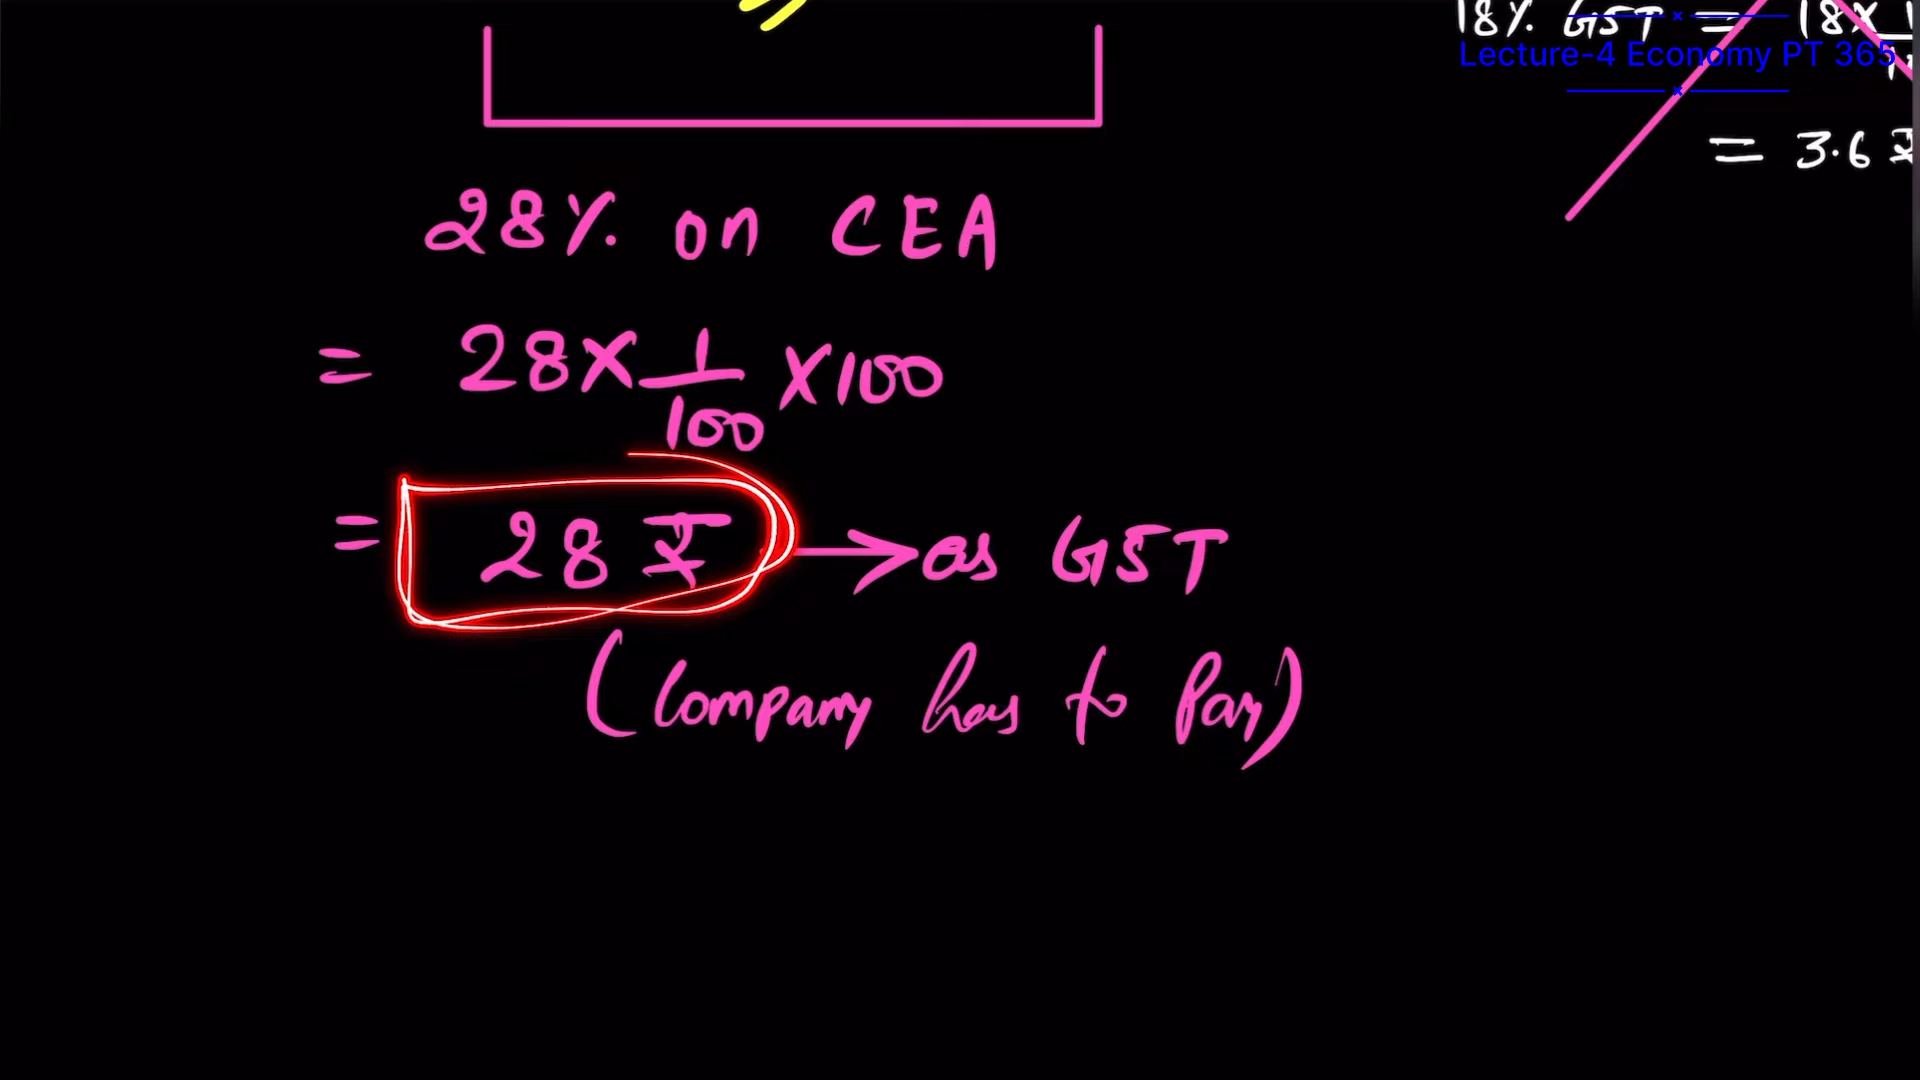 18% GST = 18×1
Lecture-4 Economy PT 365
= 3.6 ₹
28% on CEA
= 28×1/100×100
= 28 ₹ → as GST
(Company has to Pay)